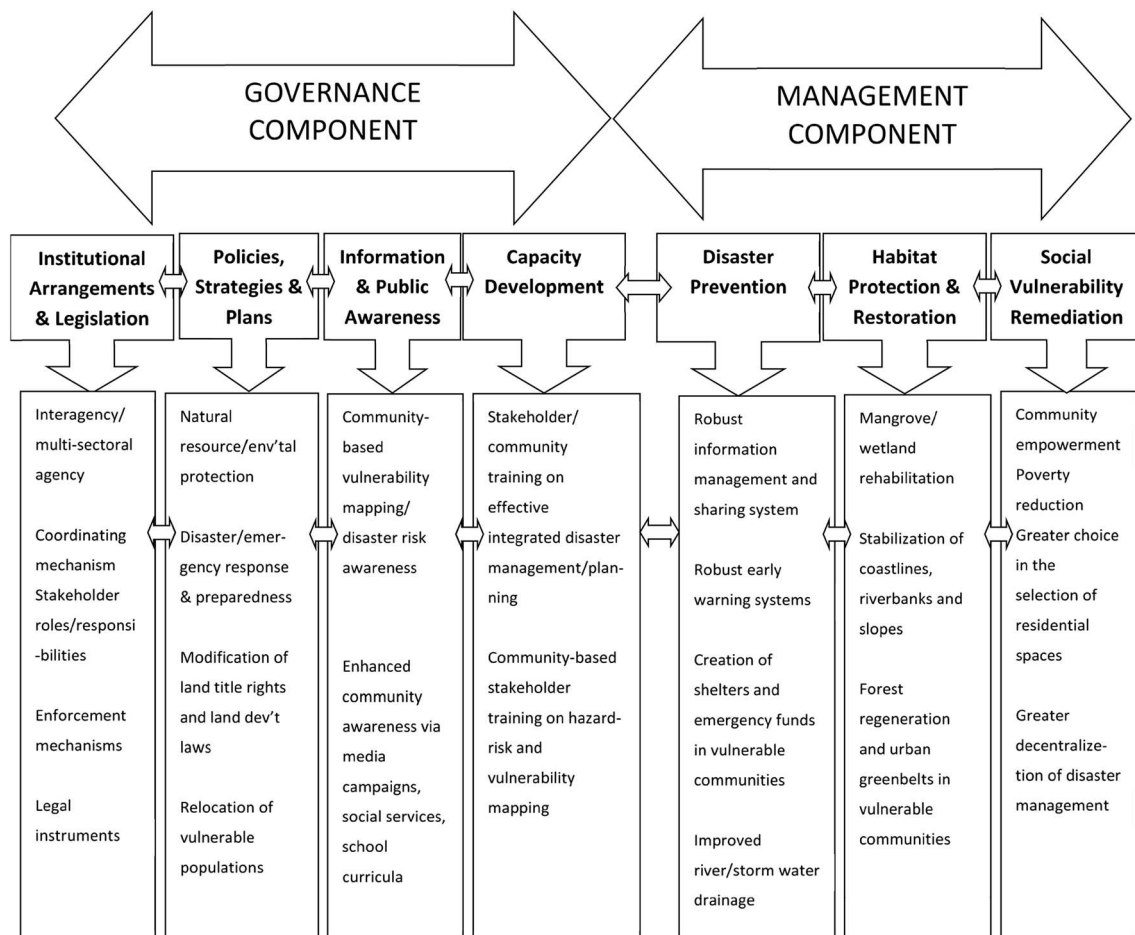 GOVERNANCE
COMPONENT
MANAGEMENT
COMPONENT
Institutional
Arrangements
& Legislation
Policies,
Strategies &
Plans
Information
& Public
Awareness
Capacity
Development
Disaster
Prevention
Habitat
Protection &
Restoration
Social
Vulnerability
Remediation
Interagency/
multi-sectoral
agency
Coordinating
mechanism
Stakeholder
roles/responsi
-bilities
Enforcement
mechanisms
Legal
instruments
Natural
resource/env'tal
protection
Disaster/emer-
gency response
& preparedness
Modification of
land title rights
and land dev't
laws
Relocation of
vulnerable
populations
Community-
based
vulnerability
mapping/
disaster risk
awareness
Enhanced
community
awareness via
media
campaigns,
social services,
school
curricula
Stakeholder/
community
training on
effective
integrated disaster
management/plan-
ning
Community-based
stakeholder
training on hazard-
risk and
vulnerability
mapping
Robust
information
management and
sharing system
Robust early
warning systems
Creation of
shelters and
emergency funds
in vulnerable
communities
Improved
river/storm water
drainage
Mangrove/
wetland
rehabilitation
Stabilization of
coastlines,
riverbanks and
slopes
Forest
regeneration
and urban
greenbelts in
vulnerable
communities
Community
empowerment
Poverty
reduction
Greater choice
in the
selection of
residential
spaces
Greater
decentralize-
tion of disaster
management